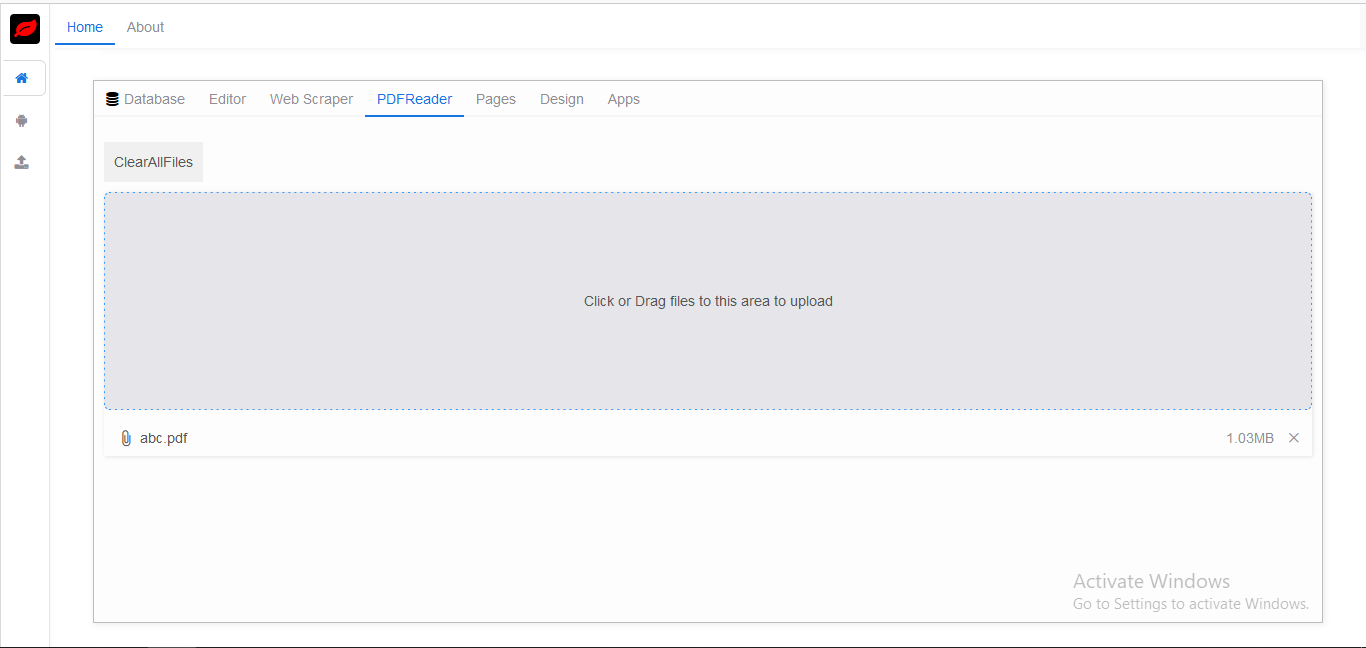 Home About
Database Editor Web Scraper PDFReader Pages Design Apps
ClearAllFiles
Click or Drag files to this area to upload
abc.pdf 1.03MB
Activate Windows
Go to Settings to activate Windows.